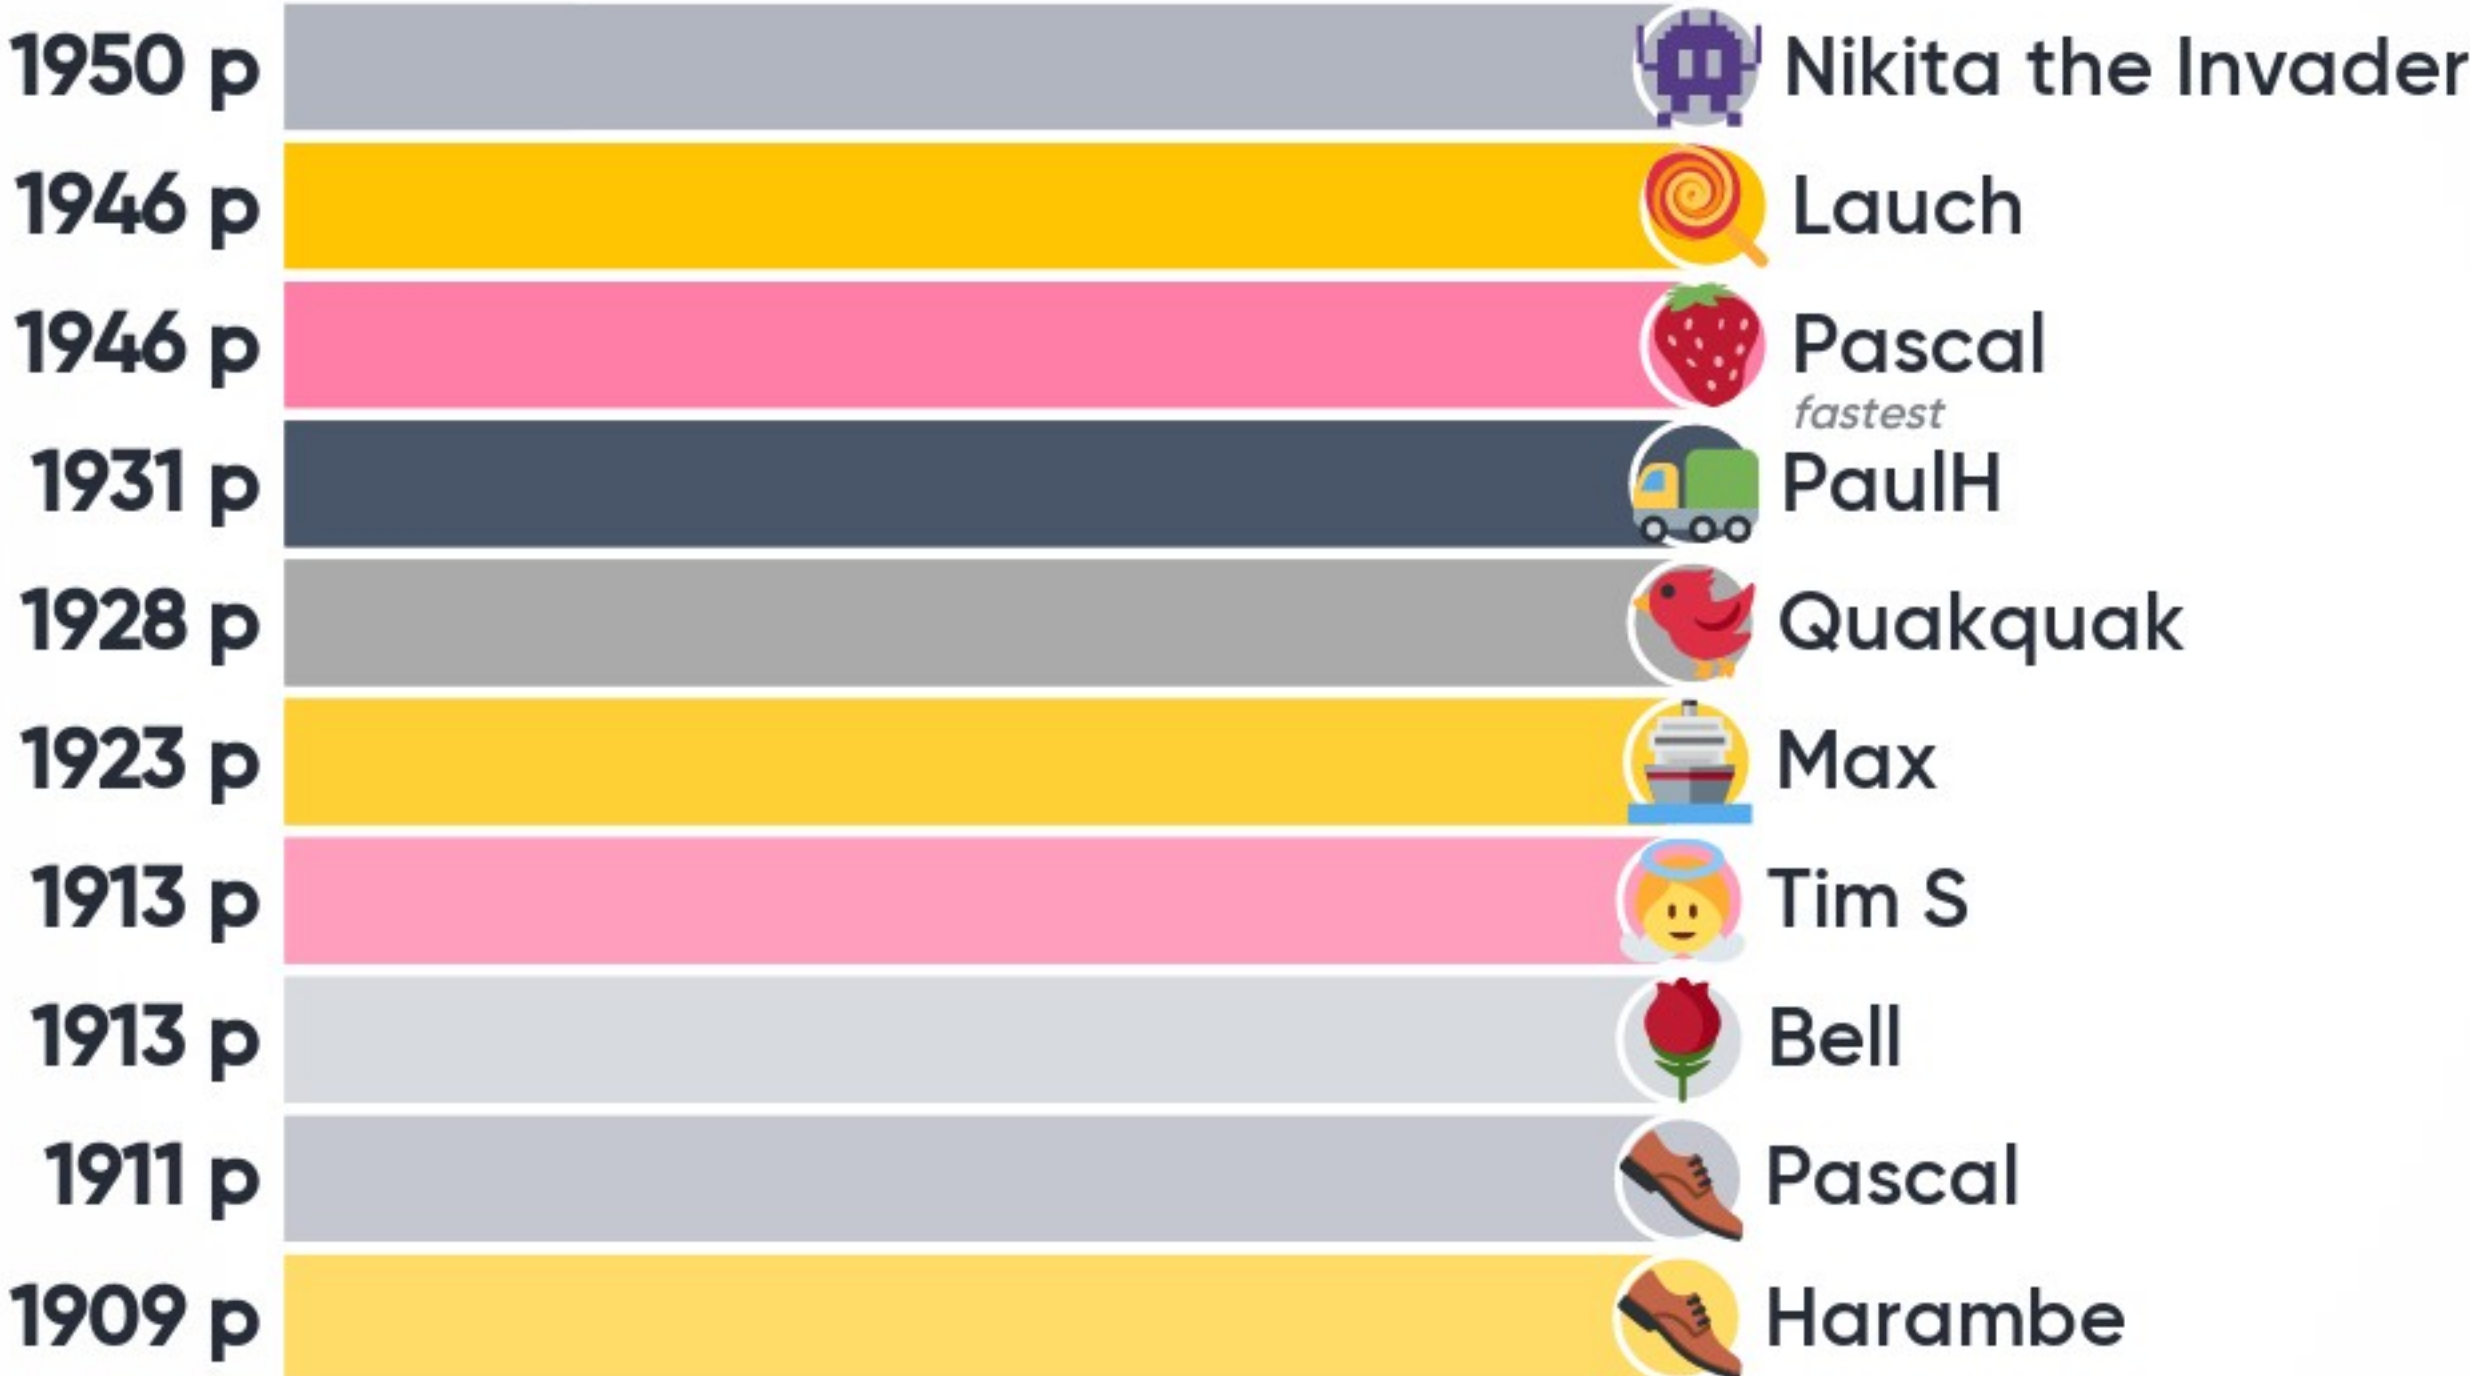 1950 p Nikita the Invader
1946 p Lauch
1946 p Pascal
fastest
1931 p PaulH
1928 p Quakquak
1923 p Max
1913 p Tim S
1913 p Bell
1911 p Pascal
1909 p Harambe